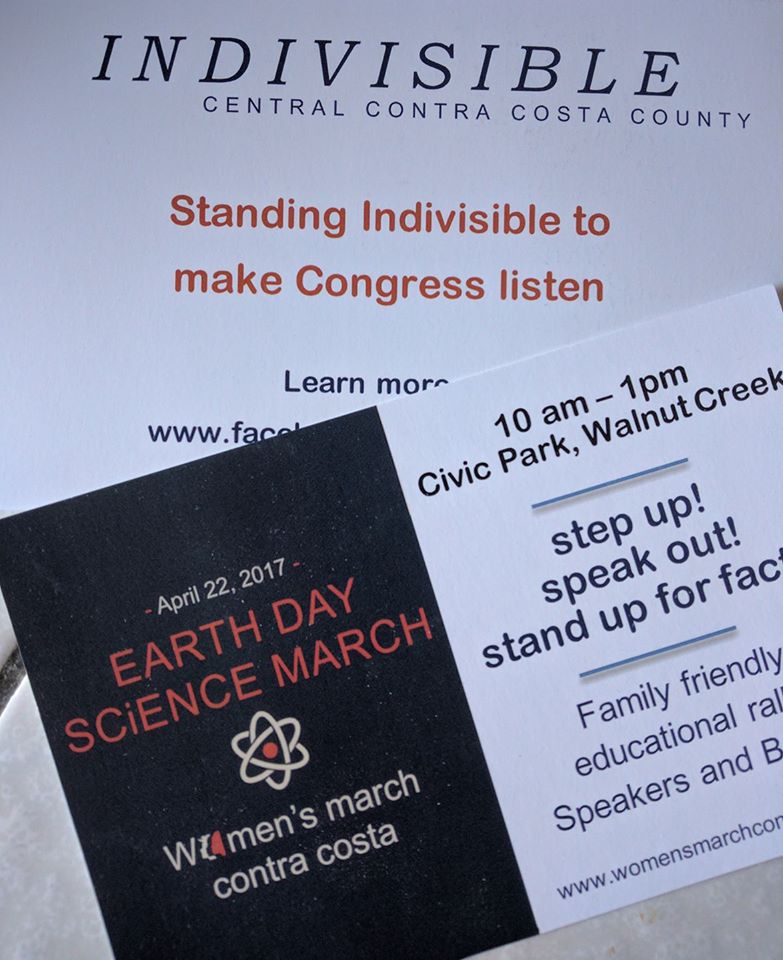 INDIVISIBLE
CENTRAL CONTRA COSTA COUNTY
Standing Indivisible to
make Congress listen
Learn more
10 am – 1pm
Civic Park, Walnut Creek
step up!
speak out!
stand up for fact
Family friendly
educational ral
Speakers and B
www.womensmarchcon
- April 22, 2017 -
EARTH DAY
SCiENCE MARCH
Women's march
contra costa